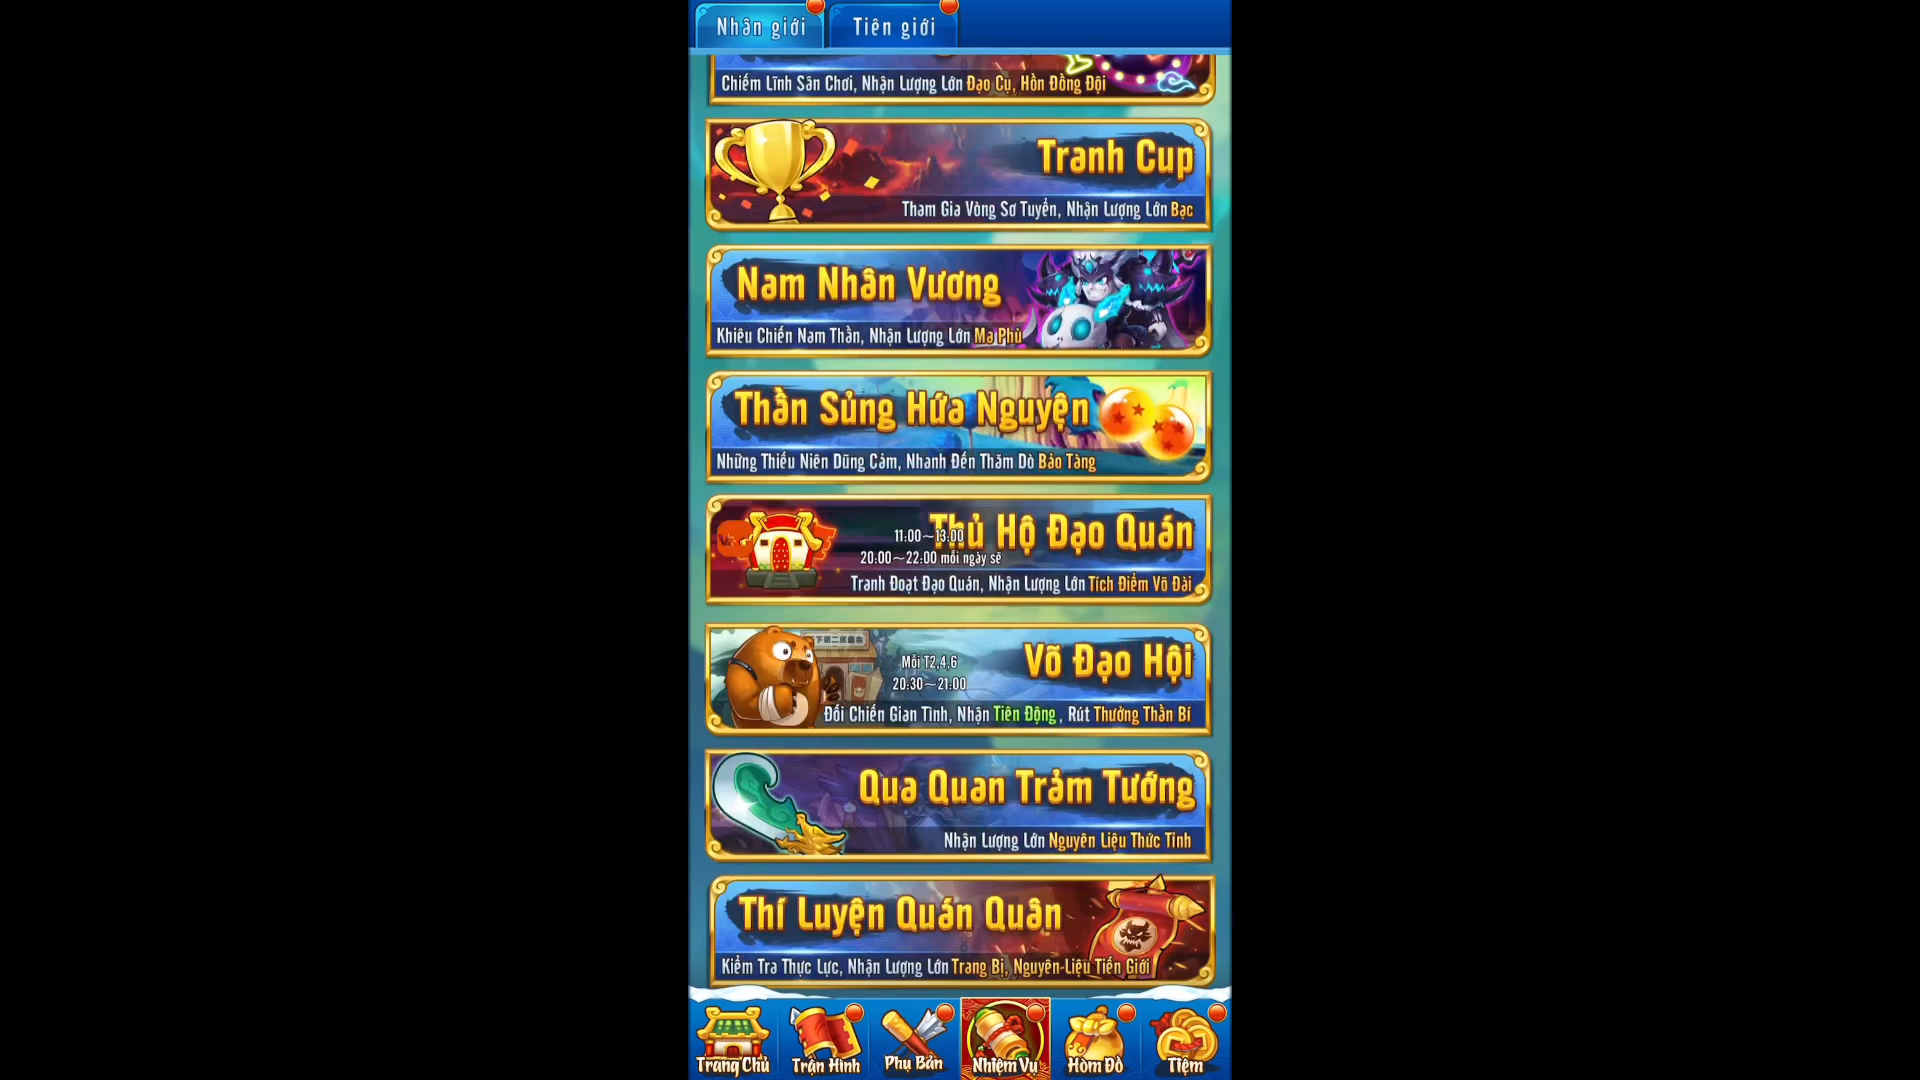 Nhân giới
Tiên giới
Chiếm Lĩnh Sân Chơi, Nhận Lượng Lớn Đạo Cụ, Hồn Đồng Đội
Tranh Cup
Tham Gia Vòng Sơ Tuyển, Nhận Lượng Lớn Bạc
Nam Nhân Vương
Khiêu Chiến Nam Thần, Nhận Lượng Lớn Ma Phù
Thần Sủng Hứa Nguyện
Những Thiếu Niên Dũng Cảm, Nhanh Đến Thăm Dò Bảo Tàng
Thủ Hộ Đạo Quán
11:00~13:00
20:00~22:00 mỗi ngày sẽ
Tranh Đoạt Đạo Quán, Nhận Lượng Lớn Tích Điểm Võ Đài
Võ Đạo Hội
Mỗi T2,4,6
20:30~21:00
Đối Chiến Gian Tình, Nhận Tiên Động , Rút Thưởng Thần Bí
Qua Quan Trảm Tướng
Nhận Lượng Lớn Nguyên Liệu Thức Tỉnh
Thí Luyện Quán Quân
Kiểm Tra Thực Lực, Nhận Lượng Lớn Trang Bị, Nguyên Liệu Tiến Giới
Trang Chủ
Trận Hình
Phụ Bản
Nhiệm Vụ
Hòm Đồ
Tiệm